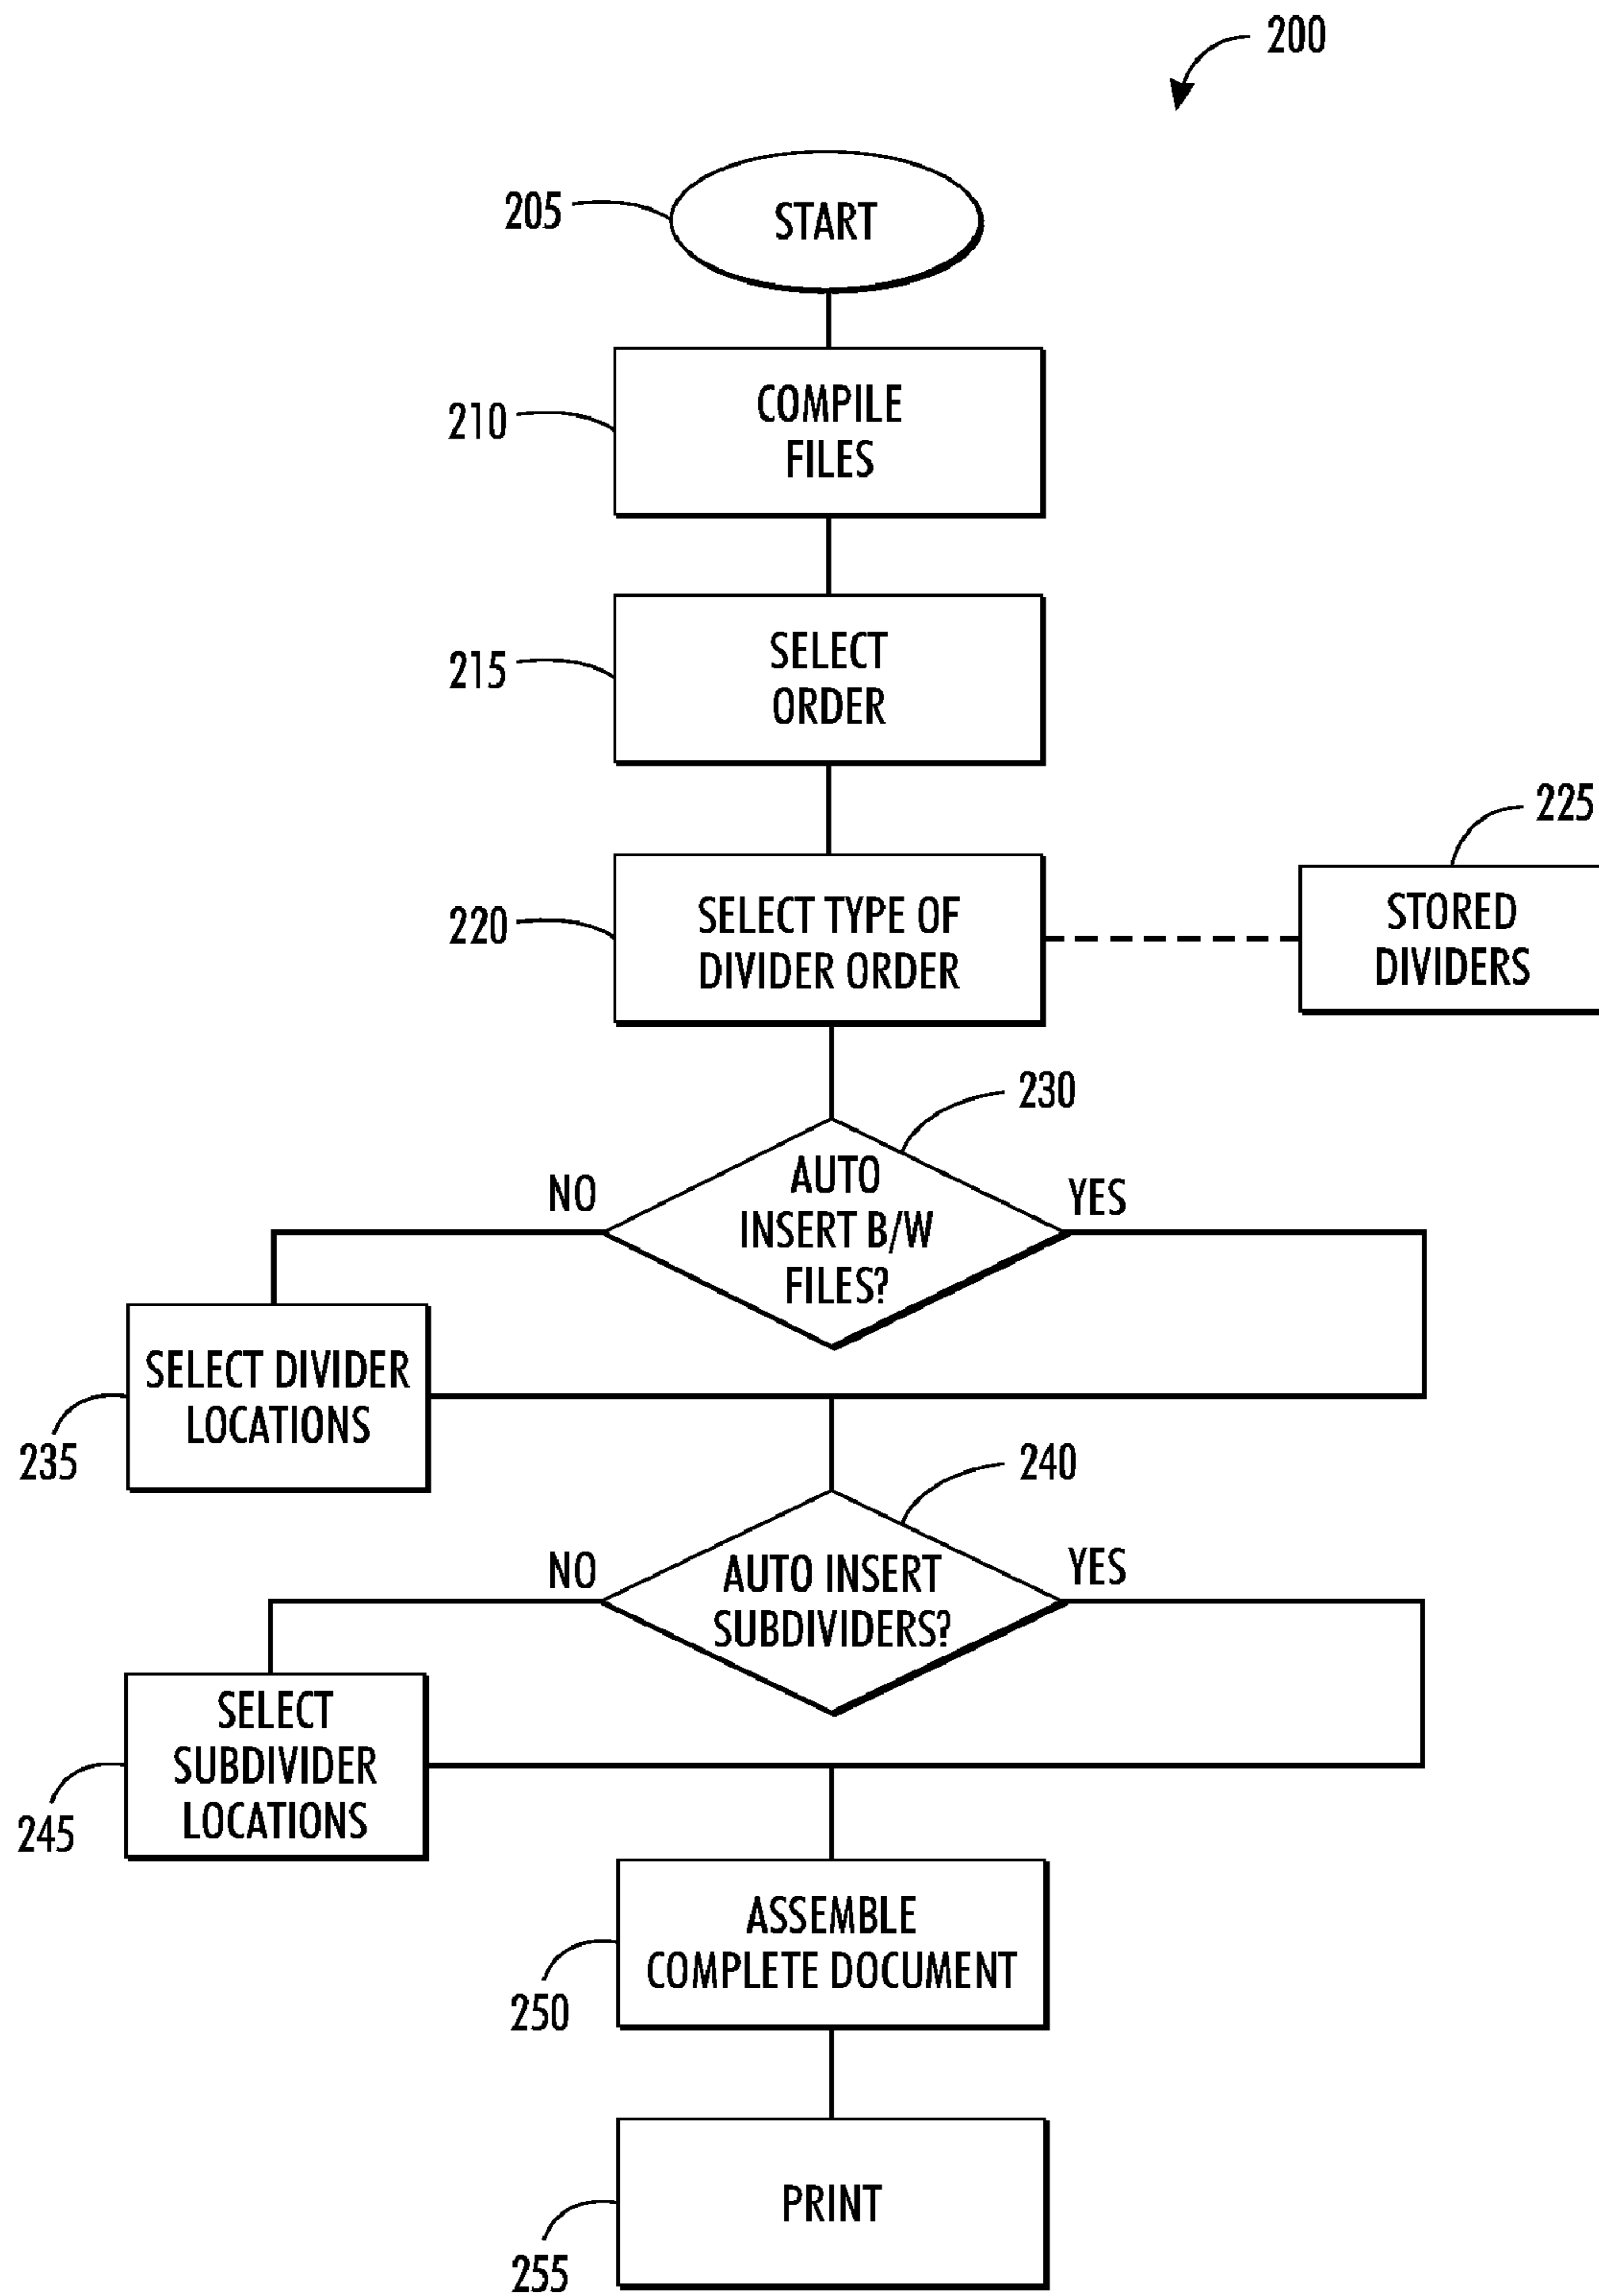 200
205
START
210
COMPILE
FILES
215
SELECT
ORDER
220
SELECT TYPE OF
DIVIDER ORDER
225
STORED
DIVIDERS
230
AUTO
INSERT B/W
FILES?
NO
YES
235
SELECT DIVIDER
LOCATIONS
240
AUTO INSERT
SUBDIVIDERS?
NO
YES
245
SELECT
SUBDIVIDER
LOCATIONS
250
ASSEMBLE
COMPLETE DOCUMENT
255
PRINT